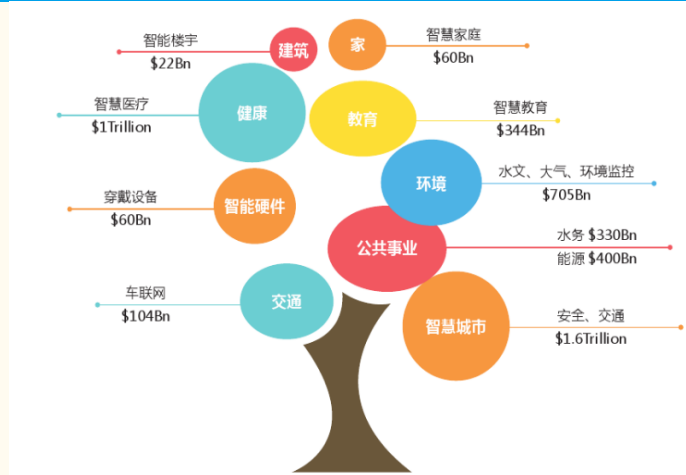 智能楼宇
$22Bn
建筑
家
智慧家庭
$60Bn
智慧医疗
$1Trillion
健康
教育
智慧教育
$344Bn
环境
水文、大气、环境监控
$705Bn
穿戴设备
$60Bn
智能硬件
公共事业
水务 $330Bn
能源 $400Bn
车联网
$104Bn
交通
智慧城市
安全、交通
$1.6Trillion